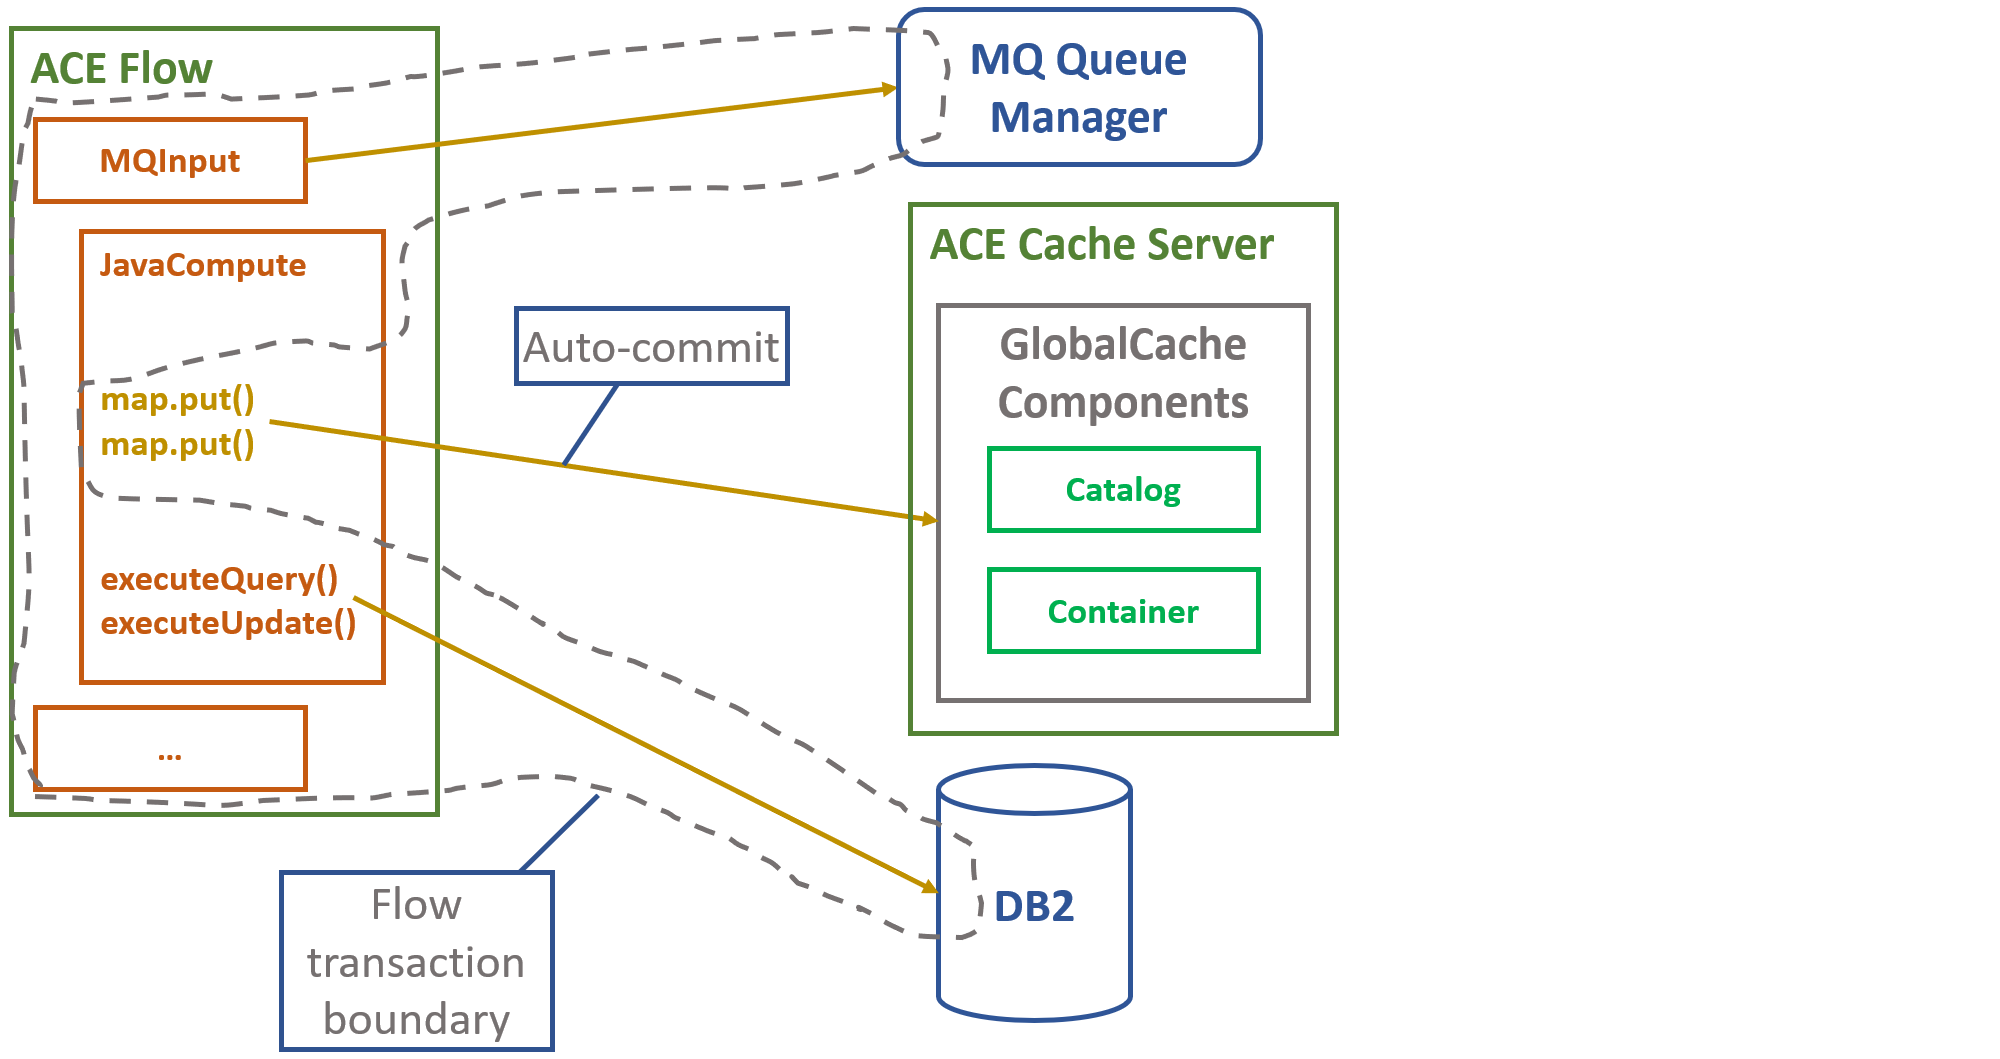 ACE Flow
MQInput
JavaCompute
map.put()
map.put()
executeQuery()
executeUpdate()
...
Auto-commit
Flow
transaction
boundary
MQ Queue
Manager
ACE Cache Server
GlobalCache
Components
Catalog
Container
DB2